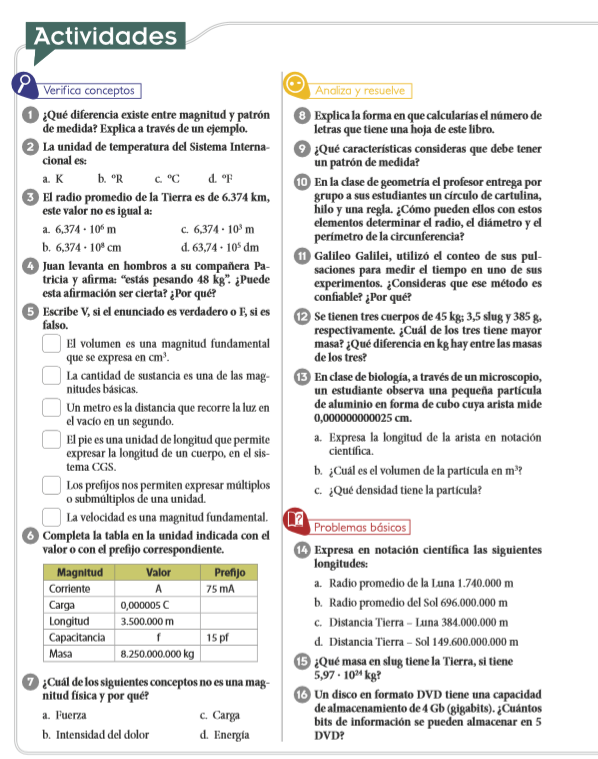 Actividades
Verifica conceptos
1 ¿Qué diferencia existe entre magnitud y patrón
de medida? Explica a través de un ejemplo.
2 La unidad de temperatura del Sistema Interna-
cional es:
a. K b. ºR c. ºC d. ºF
3 El radio promedio de la Tierra es de 6.374 km,
este valor no es igual a:
a. 6,374 · 10⁶ m c. 6,374 · 10³ m
b. 6,374 · 10⁸ cm d. 63,74 · 10⁵ dm
4 Juan levanta en hombros a su compañera Pa-
tricia y afirma: “estás pesando 48 kg”. ¿Puede
esta afirmación ser cierta? ¿Por qué?
5 Escribe V, si el enunciado es verdadero o F, si es
falso.
El volumen es una magnitud fundamental
que se expresa en cm³.
La cantidad de sustancia es una de las mag-
nitudes básicas.
Un metro es la distancia que recorre la luz en
el vacío en un segundo.
El pie es una unidad de longitud que permite
expresar la longitud de un cuerpo, en el sis-
tema CGS.
Los prefijos nos permiten expresar múltiplos
o submúltiplos de una unidad.
La velocidad es una magnitud fundamental.
6 Completa la tabla en la unidad indicada con el
valor o con el prefijo correspondiente.
Magnitud Valor Prefijo
Corriente A 75 mA
Carga 0,000005 C
Longitud 3.500.000 m
Capacitancia f 15 pf
Masa 8.250.000.000 kg
7 ¿Cuál de los siguientes conceptos no es una mag-
nitud física y por qué?
a. Fuerza c. Carga
b. Intensidad del dolor d. Energía
Analiza y resuelve
8 Explica la forma en que calcularías el número de
letras que tiene una hoja de este libro.
9 ¿Qué características consideras que debe tener
un patrón de medida?
10 En la clase de geometría el profesor entrega por
grupo a sus estudiantes un círculo de cartulina,
hilo y una regla. ¿Cómo pueden ellos con estos
elementos determinar el radio, el diámetro y el
perímetro de la circunferencia?
11 Galileo Galilei, utilizó el conteo de sus pul-
saciones para medir el tiempo en uno de sus
experimentos. ¿Consideras que ese método es
confiable? ¿Por qué?
12 Se tienen tres cuerpos de 45 kg; 3,5 slug y 385 g,
respectivamente. ¿Cuál de los tres tiene mayor
masa? ¿Qué diferencia en kg hay entre las masas
de los tres?
13 En clase de biología, a través de un microscopio,
un estudiante observa una pequeña partícula
de aluminio en forma de cubo cuya arista mide
0,000000000025 cm.
a. Expresa la longitud de la arista en notación
científica.
b. ¿Cuál es el volumen de la partícula en m³?
c. ¿Qué densidad tiene la partícula?
Problemas básicos
14 Expresa en notación científica las siguientes
longitudes:
a. Radio promedio de la Luna 1.740.000 m
b. Radio promedio del Sol 696.000.000 m
c. Distancia Tierra – Luna 384.000.000 m
d. Distancia Tierra – Sol 149.600.000.000 m
15 ¿Qué masa en slug tiene la Tierra, si tiene
5,97 · 10²⁴ kg?
16 Un disco en formato DVD tiene una capacidad
de almacenamiento de 4 Gb (gigabits). ¿Cuántos
bits de información se pueden almacenar en 5
DVD?